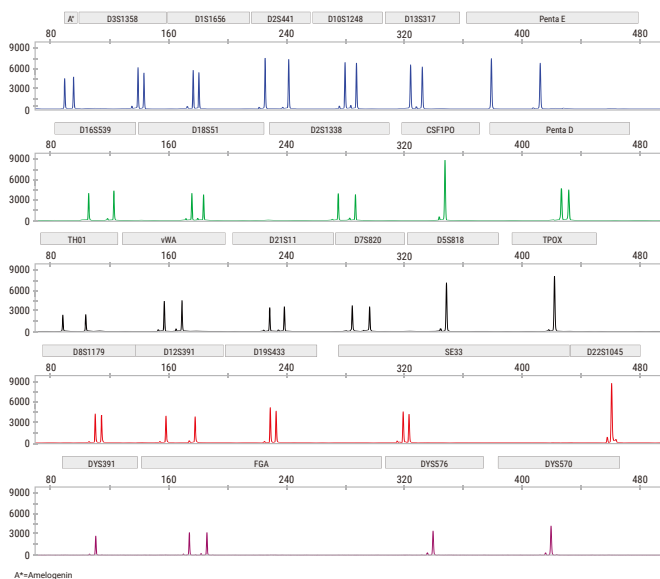 A* D3S1358 D1S1656 D2S441 D10S1248 D13S317 Penta E
80 160 240 320 400 480
9000
6000
3000
0
D16S539 D18S51 D2S1338 CSF1PO Penta D
80 160 240 320 400 480
9000
6000
3000
0
TH01 vWA D21S11 D7S820 D5S818 TPOX
80 160 240 320 400 480
9000
6000
3000
0
D8S1179 D12S391 D19S433 SE33 D22S1045
80 160 240 320 400 480
9000
6000
3000
0
DYS391 FGA DYS576 DYS570
80 160 240 320 400 480
9000
6000
3000
0
A*=Amelogenin